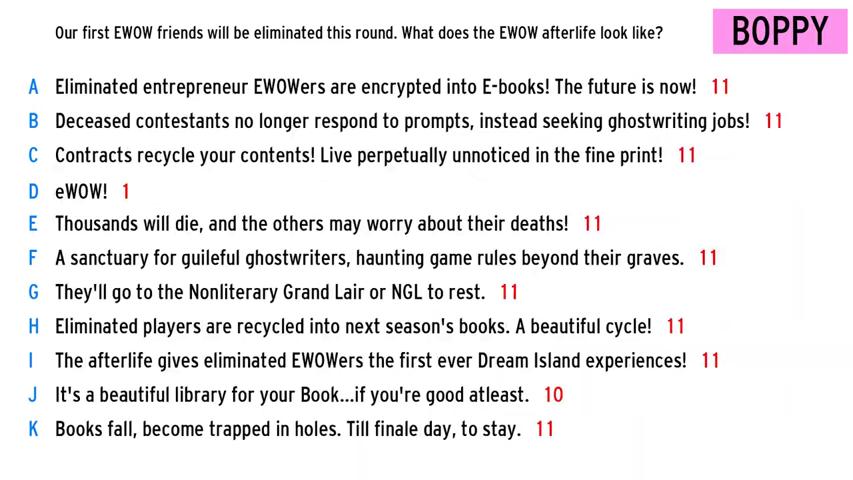 Our first EWOW friends will be eliminated this round. What does the EWOW afterlife look like?
BOPPY
A Eliminated entrepreneur EWOWers are encrypted into E-books! The future is now! 11
B Deceased contestants no longer respond to prompts, instead seeking ghostwriting jobs! 11
C Contracts recycle your contents! Live perpetually unnoticed in the fine print! 11
D eWOW! 1
E Thousands will die, and the others may worry about their deaths! 11
F A sanctuary for guileful ghostwriters, haunting game rules beyond their graves. 11
G They'll go to the Nonliterary Grand Lair or NGL to rest. 11
H Eliminated players are recycled into next season's books. A beautiful cycle! 11
I The afterlife gives eliminated EWOWers the first ever Dream Island experiences! 11
J It's a beautiful library for your Book...if you're good atleast. 10
K Books fall, become trapped in holes. Till finale day, to stay. 11